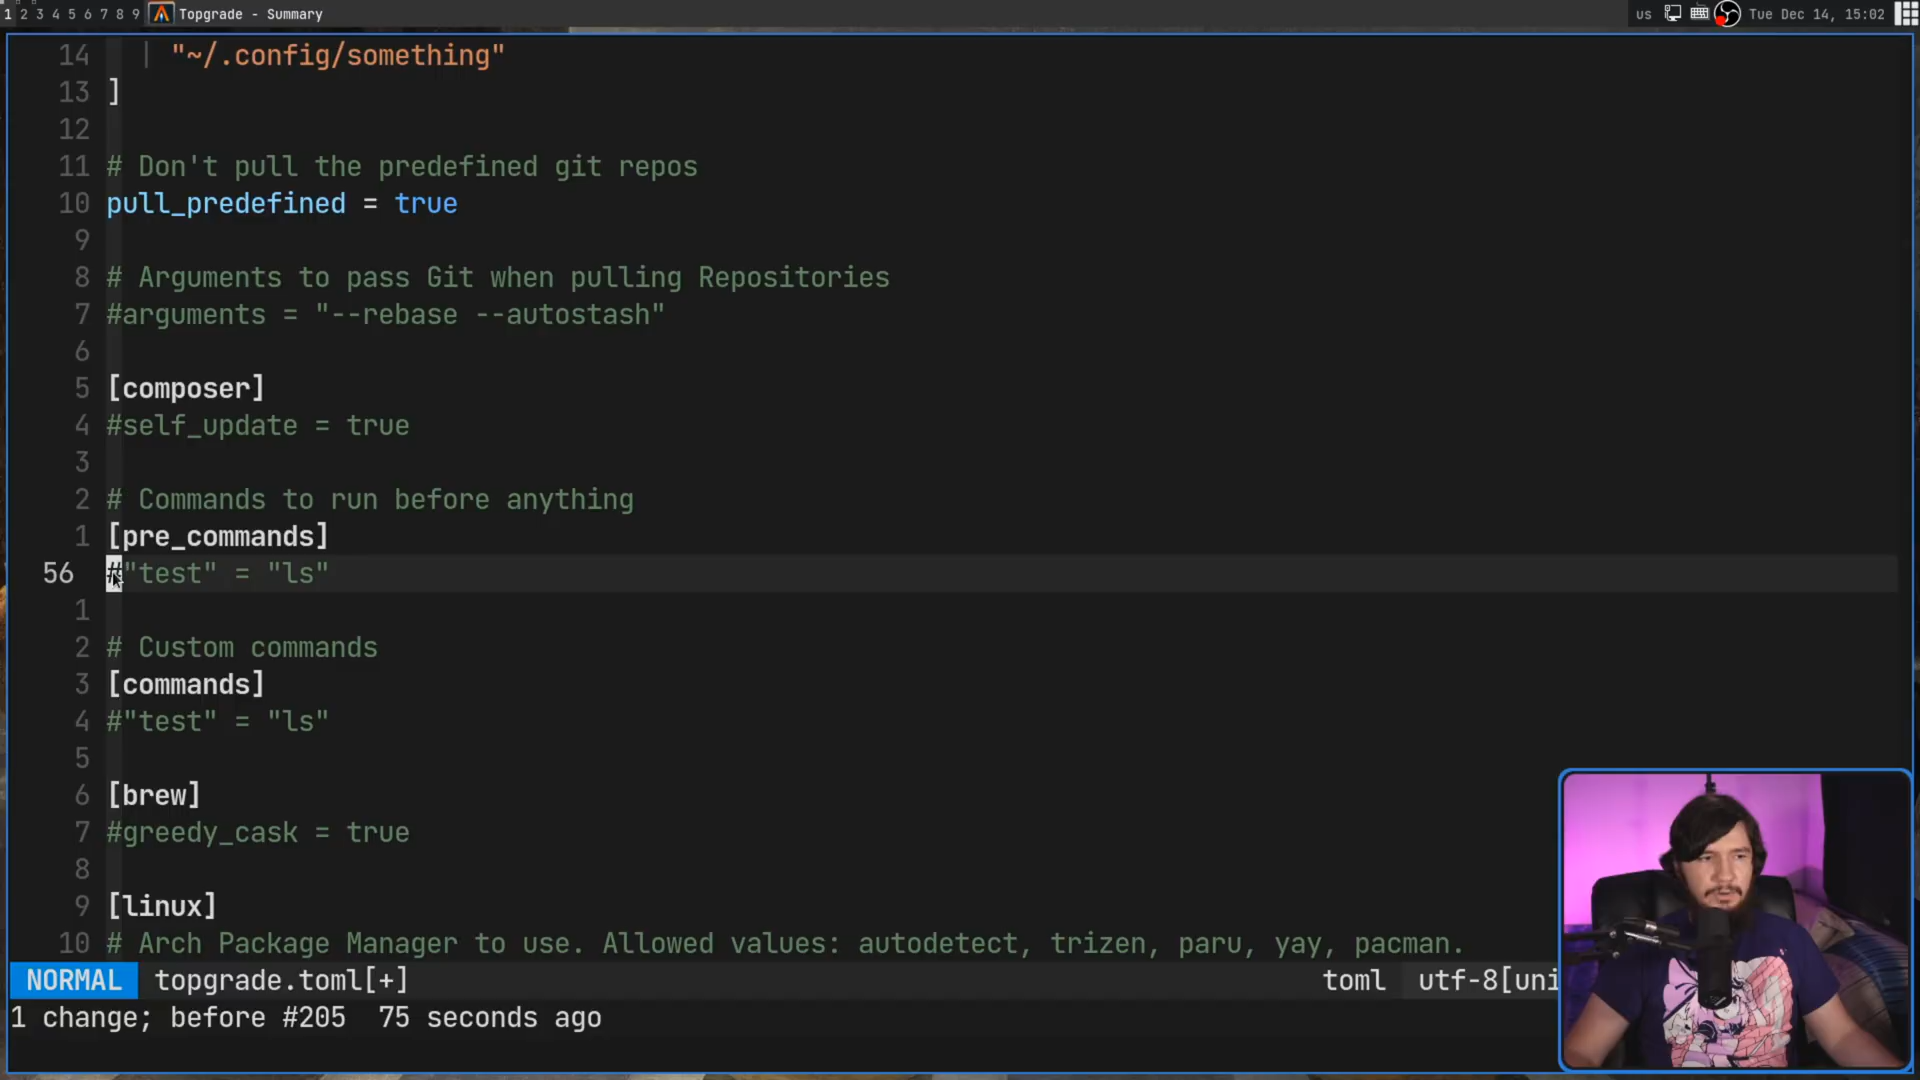 1 2 3 4 5 6 7 8 9 Topgrade - Summary us Tue Dec 14, 15:02
14 | "~/.config/something"
13 ]
12
11 # Don't pull the predefined git repos
10 pull_predefined = true
9
8 # Arguments to pass Git when pulling Repositories
7 #arguments = "--rebase --autostash"
6
5 [composer]
4 #self_update = true
3
2 # Commands to run before anything
1 [pre_commands]
56 #"test" = "ls"
1
2 # Custom commands
3 [commands]
4 #"test" = "ls"
5
6 [brew]
7 #greedy_cask = true
8
9 [linux]
10 # Arch Package Manager to use. Allowed values: autodetect, trizen, paru, yay, pacman.
NORMAL topgrade.toml[+] toml utf-8[uni
1 change; before #205 75 seconds ago